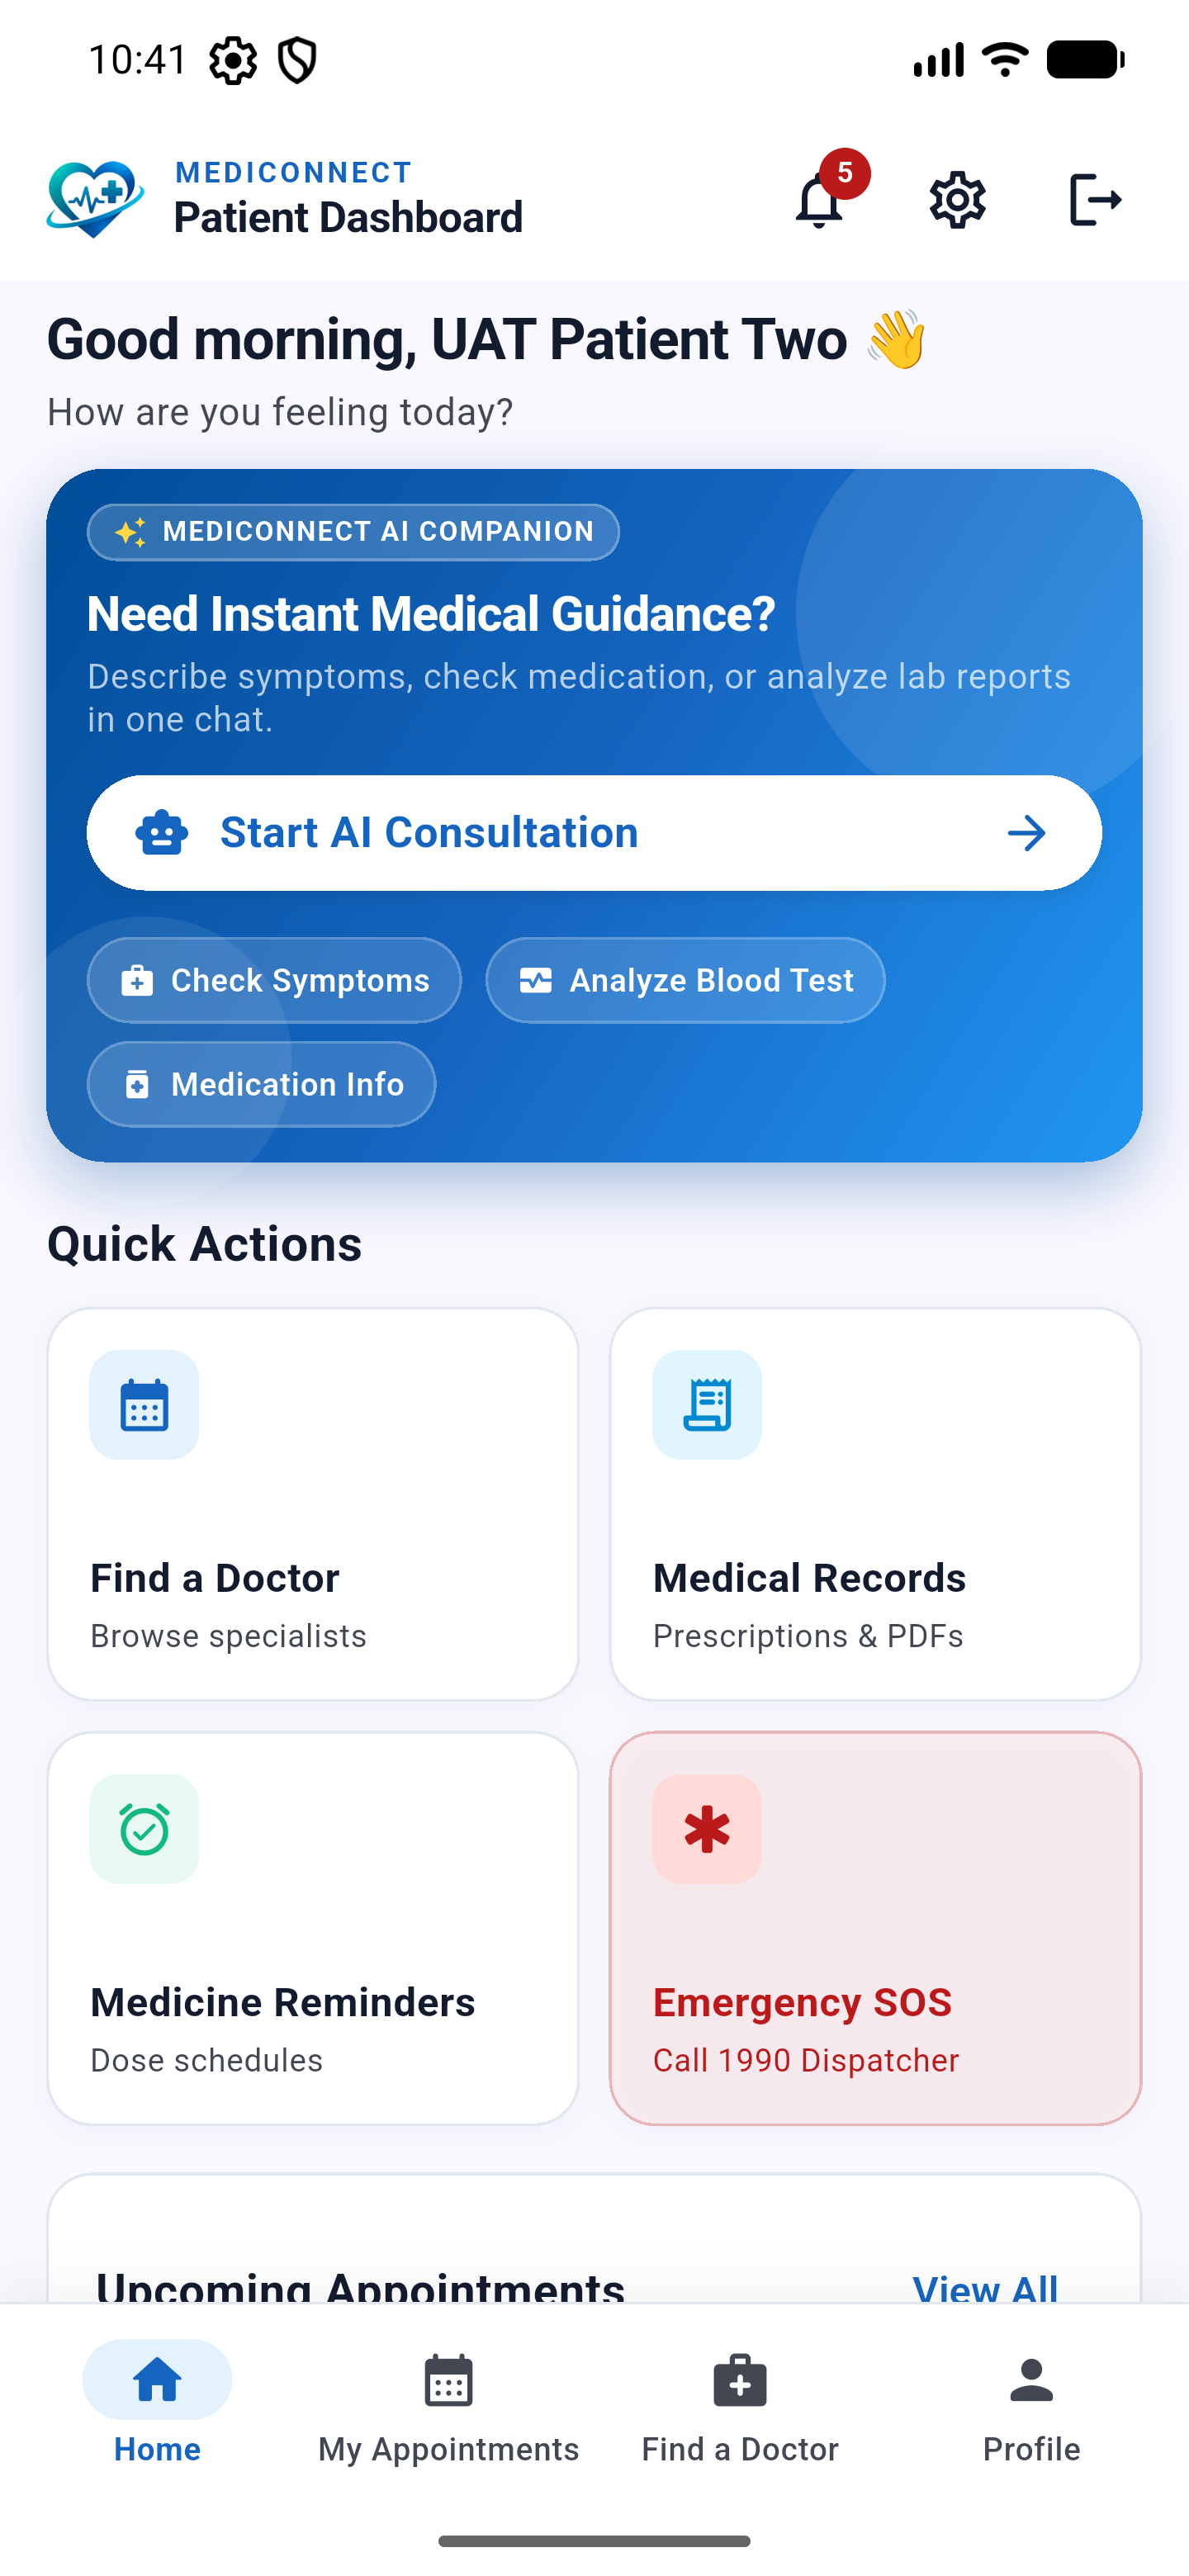 10:41
MEDICONNECT
Patient Dashboard
5
Good morning, UAT Patient Two 👋
How are you feeling today?
MEDICONNECT AI COMPANION
Need Instant Medical Guidance?
Describe symptoms, check medication, or analyze lab reports
in one chat.
Start AI Consultation
Check Symptoms
Analyze Blood Test
Medication Info
Quick Actions
Find a Doctor
Browse specialists
Medical Records
Prescriptions & PDFs
Medicine Reminders
Dose schedules
Emergency SOS
Call 1990 Dispatcher
Upcoming Appointments
View All
Home
My Appointments
Find a Doctor
Profile